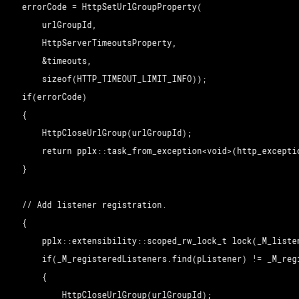 errorCode = HttpSetUrlGroupProperty(
urlGroupId,
HttpServerTimeoutsProperty,
&timeouts,
sizeof(HTTP_TIMEOUT_LIMIT_INFO));
if(errorCode)
{
HttpCloseUrlGroup(urlGroupId);
return pplx::task_from_exception<void>(http_exceptio
}
// Add listener registration.
{
pplx::extensibility::scoped_rw_lock_t lock(_M_listen
if(_M_registeredListeners.find(pListener) != _M_regi
{
HttpCloseUrlGroup(urlGroupId);